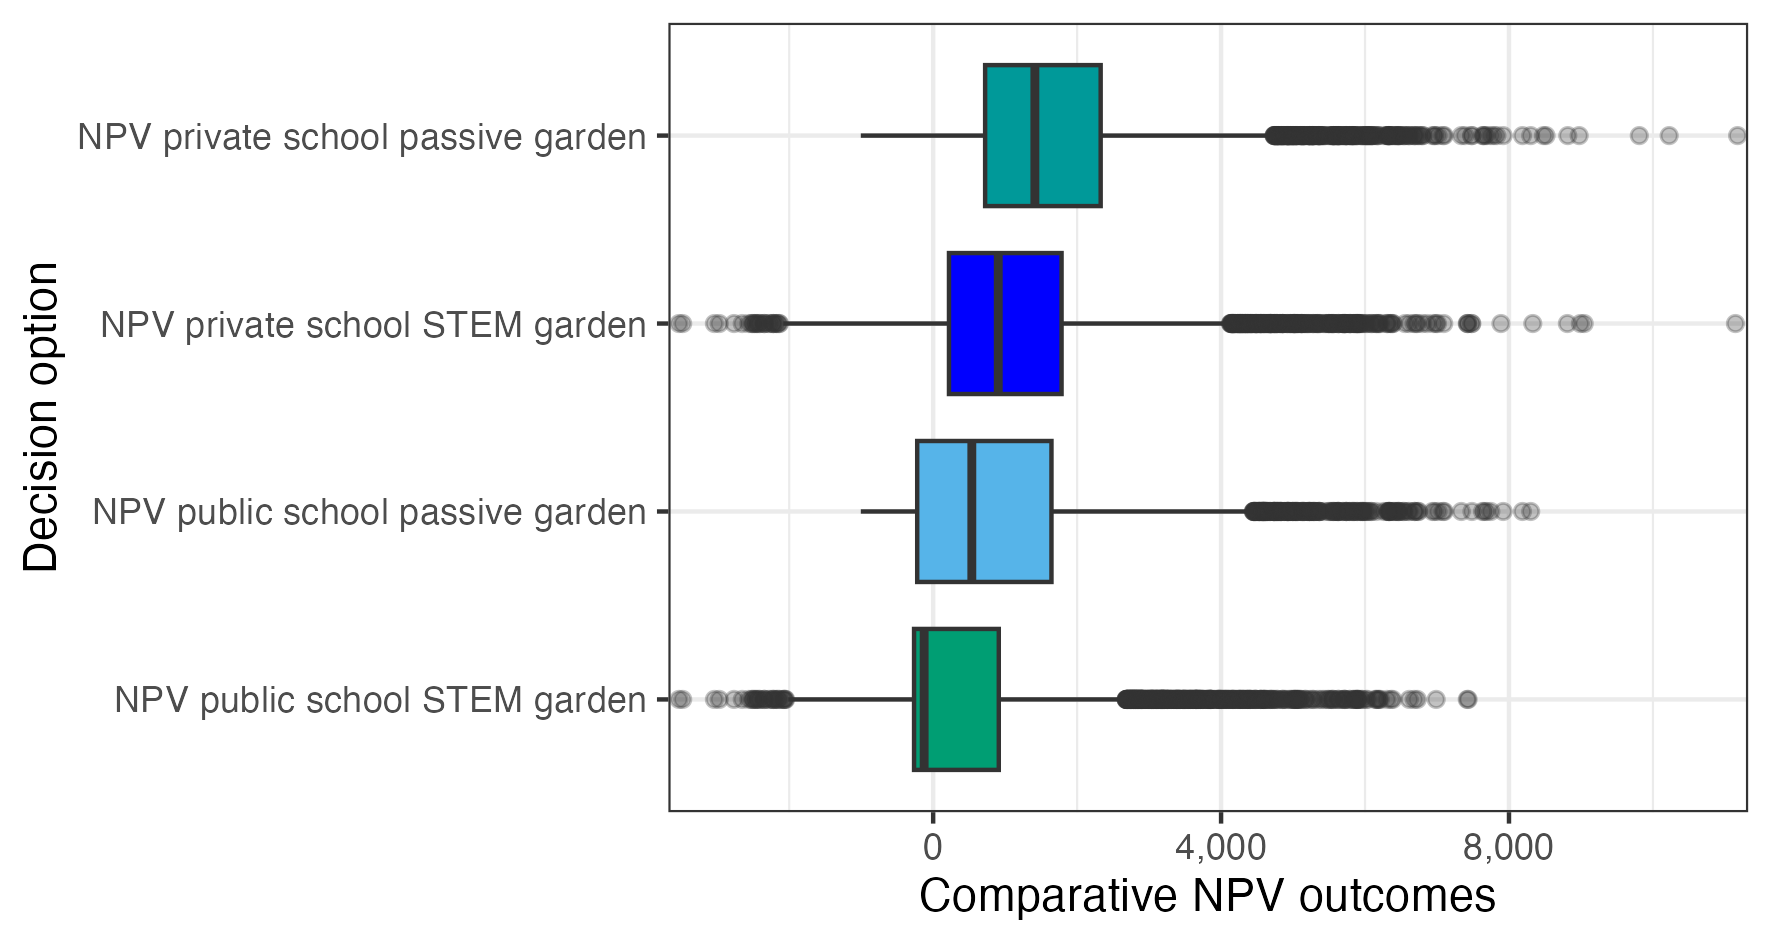 Decision option
NPV private school passive garden
NPV private school STEM garden
NPV public school passive garden
NPV public school STEM garden
0 4,000 8,000
Comparative NPV outcomes